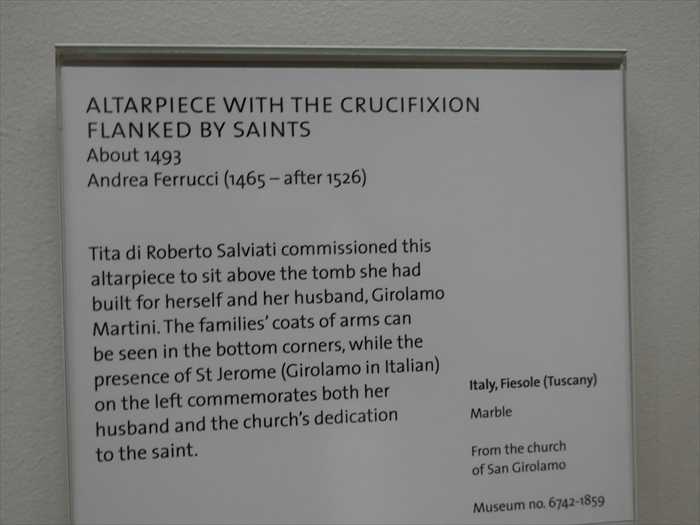 ALTARPIECE WITH THE CRUCIFIXION
FLANKED BY SAINTS
About 1493
Andrea Ferrucci (1465 – after 1526)
Tita di Roberto Salviati commissioned this
altarpiece to sit above the tomb she had
built for herself and her husband, Girolamo
Martini. The families' coats of arms can
be seen in the bottom corners, while the
presence of St Jerome (Girolamo in Italian)
on the left commemorates both her
husband and the church's dedication
to the saint.
Italy, Fiesole (Tuscany)
Marble
From the church
of San Girolamo
Museum no. 6742-1859